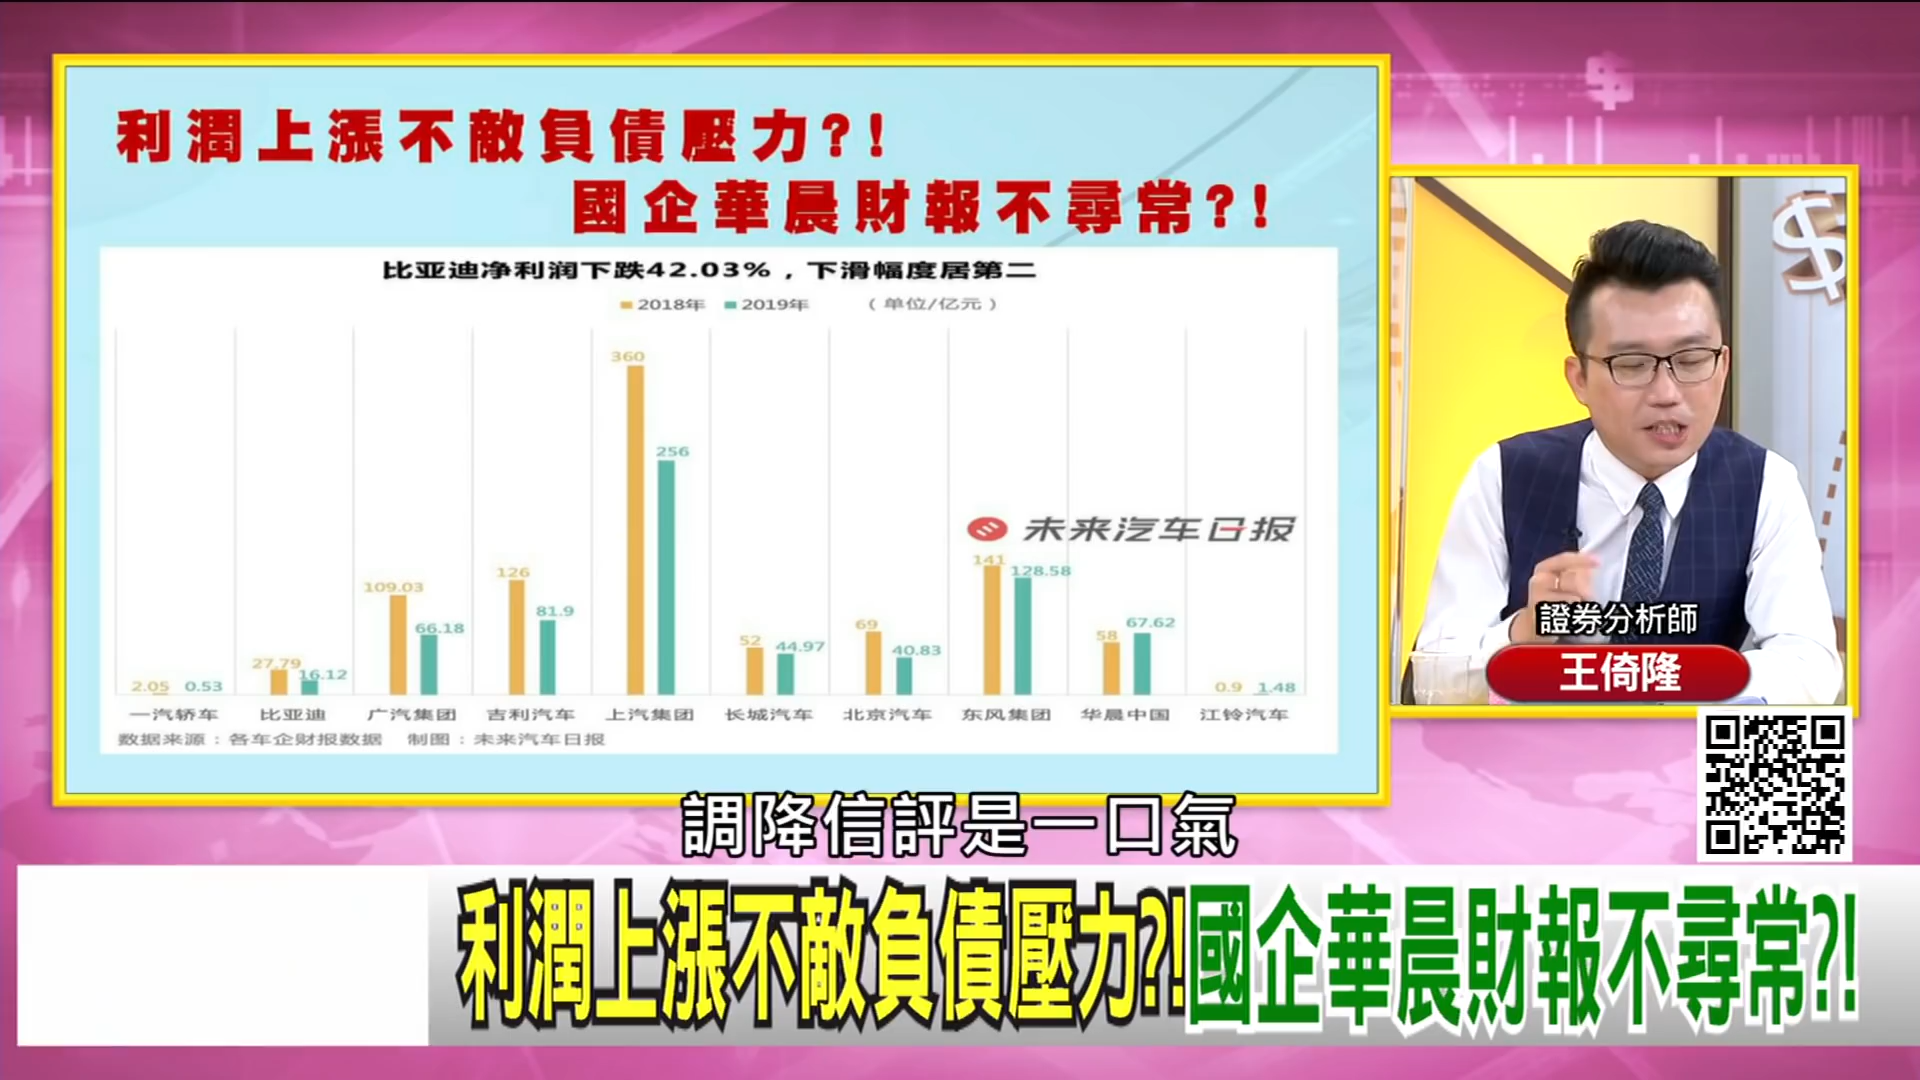 利潤上漲不敵負債壓力?!
國企華晨財報不尋常?!
比亚迪净利润下跌42.03%，下滑幅度居第二
2018年 2019年 （单位/亿元）
360
256
未来汽车日报
141
128.58
126
109.03
81.9
66.18
69
67.62
58
52
44.97
40.83
27.79
16.12
2.05 0.53
0.9 1.48
一汽轿车 比亚迪 广汽集团 吉利汽车 上汽集团 长城汽车 北京汽车 东风集团 华晨中国 江铃汽车
数据来源：各车企财报数据 制图：未来汽车日报
證券分析師
王倚隆
調降信評是一口氣
利潤上漲不敵負債壓力?!國企華晨財報不尋常?!